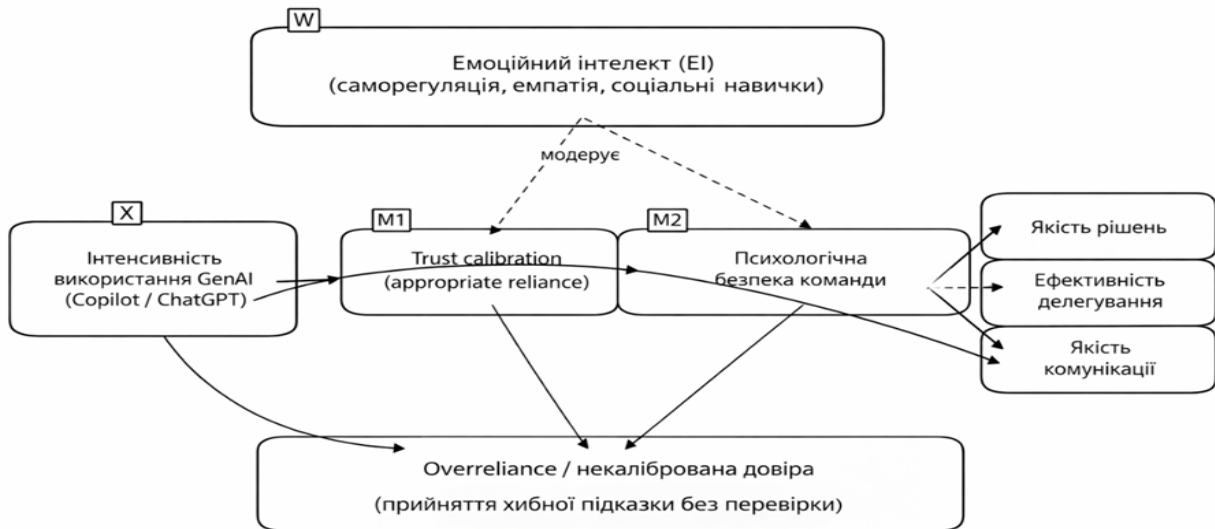 W
Емоційний інтелект (EI)
(саморегуляція, емпатія, соціальні навички)
модерує
X
Інтенсивність
використання GenAI
(Copilot / ChatGPT)
M1
Trust calibration
(appropriate reliance)
M2
Психологічна
безпека команди
Якість рішень
Ефективність
делегування
Якість
комунікації
Overreliance / некалібрована довіра
(прийняття хибної підказки без перевірки)